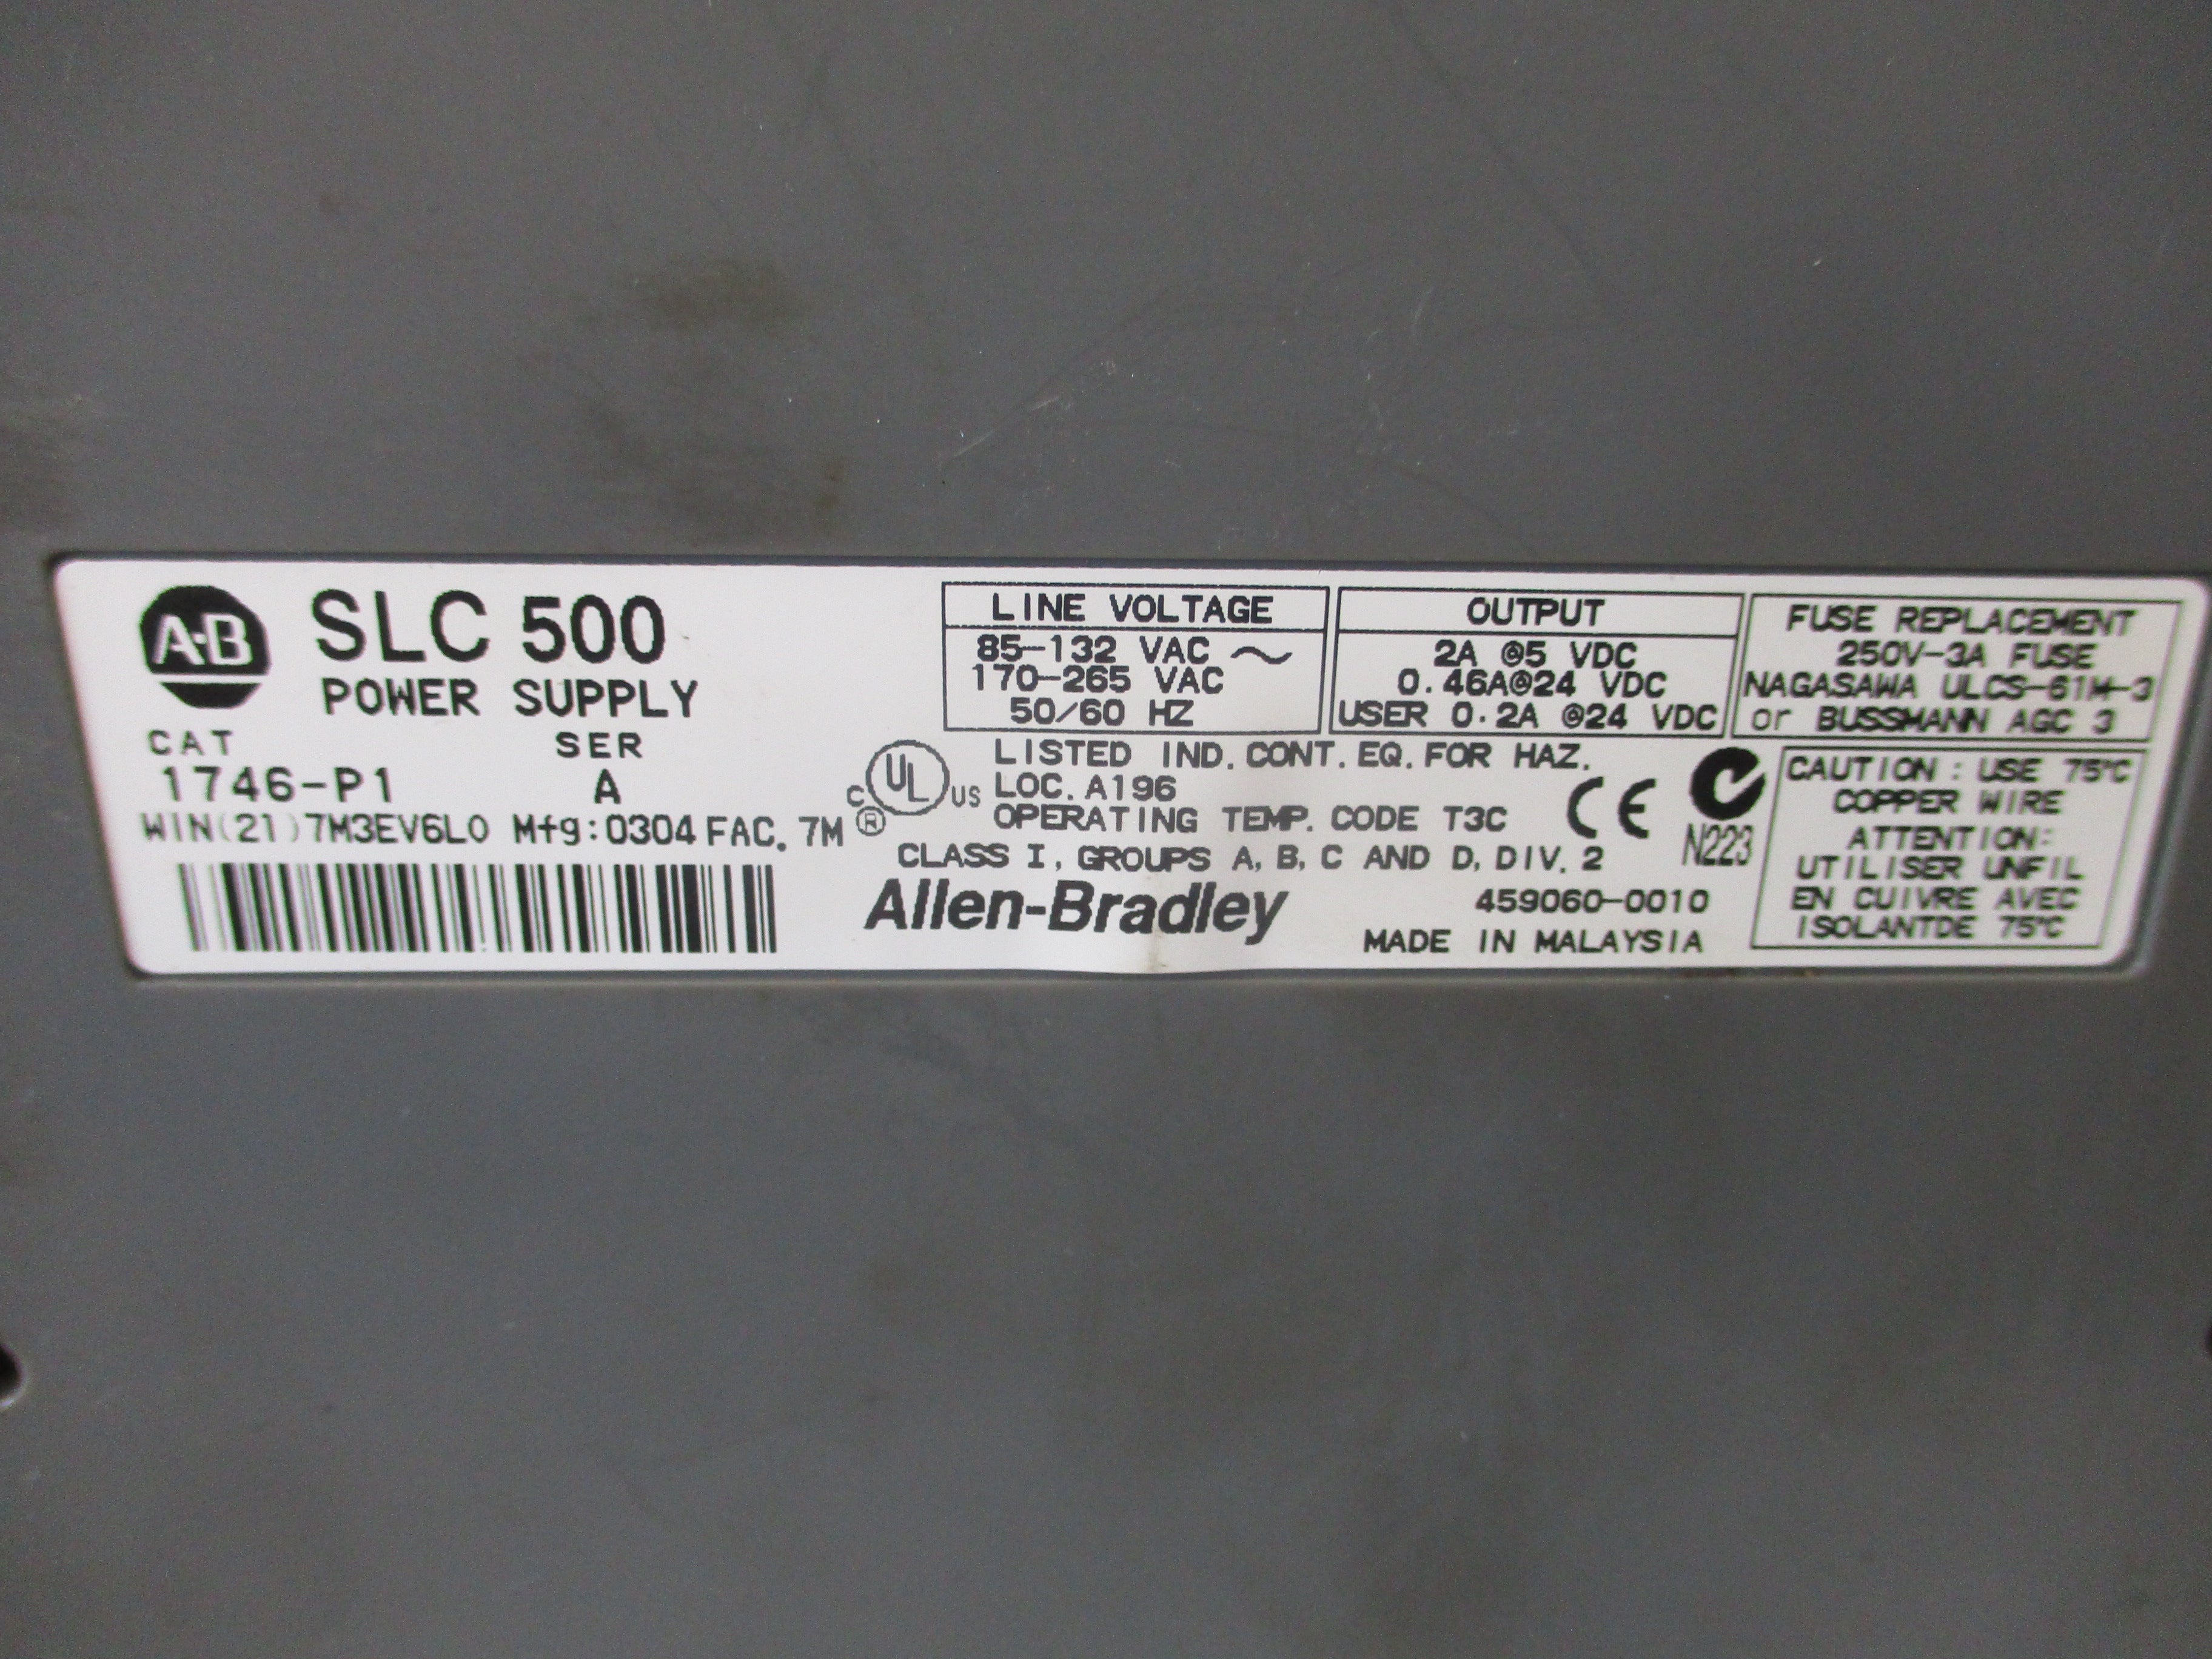 A-B
SLC 500
POWER SUPPLY
CAT SER
1746-P1 A
WIN(21)7M3EV6L0 Mfg:0304 FAC. 7M
LINE VOLTAGE
85-132 VAC ~
170-265 VAC
50/60 HZ
OUTPUT
2A @5 VDC
0.46A@24 VDC
USER 0.2A @24 VDC
FUSE REPLACEMENT
250V-3A FUSE
NAGASAWA ULCS-61M-3
or BUSSMANN AGC 3
C UL US ®
LISTED IND. CONT. EQ. FOR HAZ.
LOC. A196
OPERATING TEMP. CODE T3C
CLASS I, GROUPS A, B, C AND D, DIV. 2
CE
N223
Allen-Bradley
459060-0010
MADE IN MALAYSIA
CAUTION: USE 75°C
COPPER WIRE
ATTENTION:
UTILISER UNFIL
EN CUIVRE AVEC
ISOLANTDE 75°C